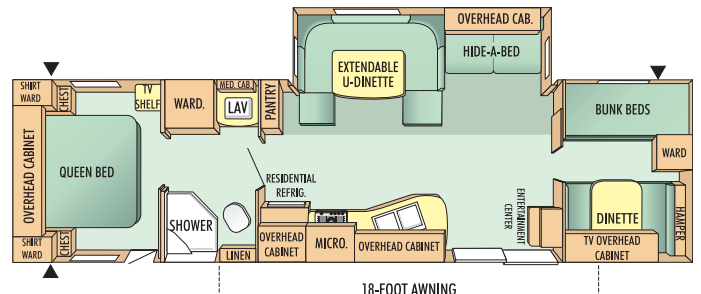 OVERHEAD CAB.
HIDE-A-BED
EXTENDABLE
U-DINETTE
SHIRT
WARD
CHEST
TV
SHELF
WARD.
MED. CAB.
LAV
PANTRY
BUNK BEDS
WARD
OVERHEAD CABINET
QUEEN BED
RESIDENTIAL
REFRIG.
ENTERTAINMENT
CENTER
SHOWER
DINETTE
HAMPER
SHIRT
WARD
CHEST
LINEN
OVERHEAD
CABINET
MICRO.
OVERHEAD CABINET
TV OVERHEAD
CABINET
18-FOOT AWNING